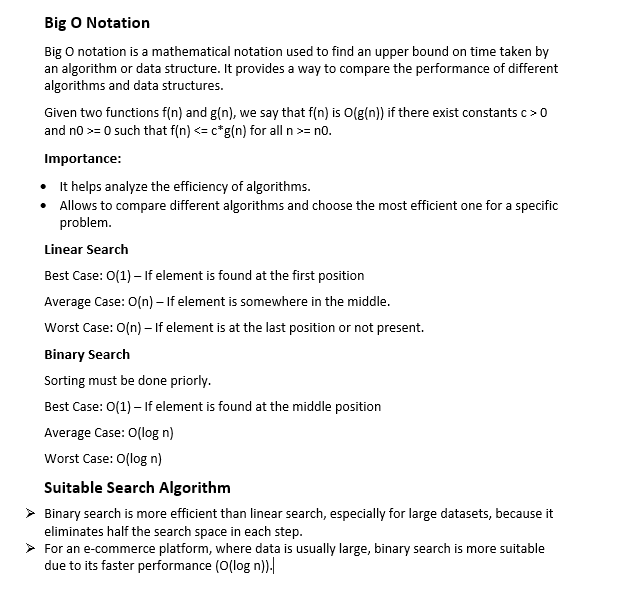 Big O Notation
Big O notation is a mathematical notation used to find an upper bound on time taken by
an algorithm or data structure. It provides a way to compare the performance of different
algorithms and data structures.
Given two functions f(n) and g(n), we say that f(n) is O(g(n)) if there exist constants c > 0
and n0 >= 0 such that f(n) <= c*g(n) for all n >= n0.
Importance:
• It helps analyze the efficiency of algorithms.
• Allows to compare different algorithms and choose the most efficient one for a specific
problem.
Linear Search
Best Case: O(1) – If element is found at the first position
Average Case: O(n) – If element is somewhere in the middle.
Worst Case: O(n) – If element is at the last position or not present.
Binary Search
Sorting must be done priorly.
Best Case: O(1) – If element is found at the middle position
Average Case: O(log n)
Worst Case: O(log n)
Suitable Search Algorithm
➢ Binary search is more efficient than linear search, especially for large datasets, because it
eliminates half the search space in each step.
➢ For an e-commerce platform, where data is usually large, binary search is more suitable
due to its faster performance (O(log n)).